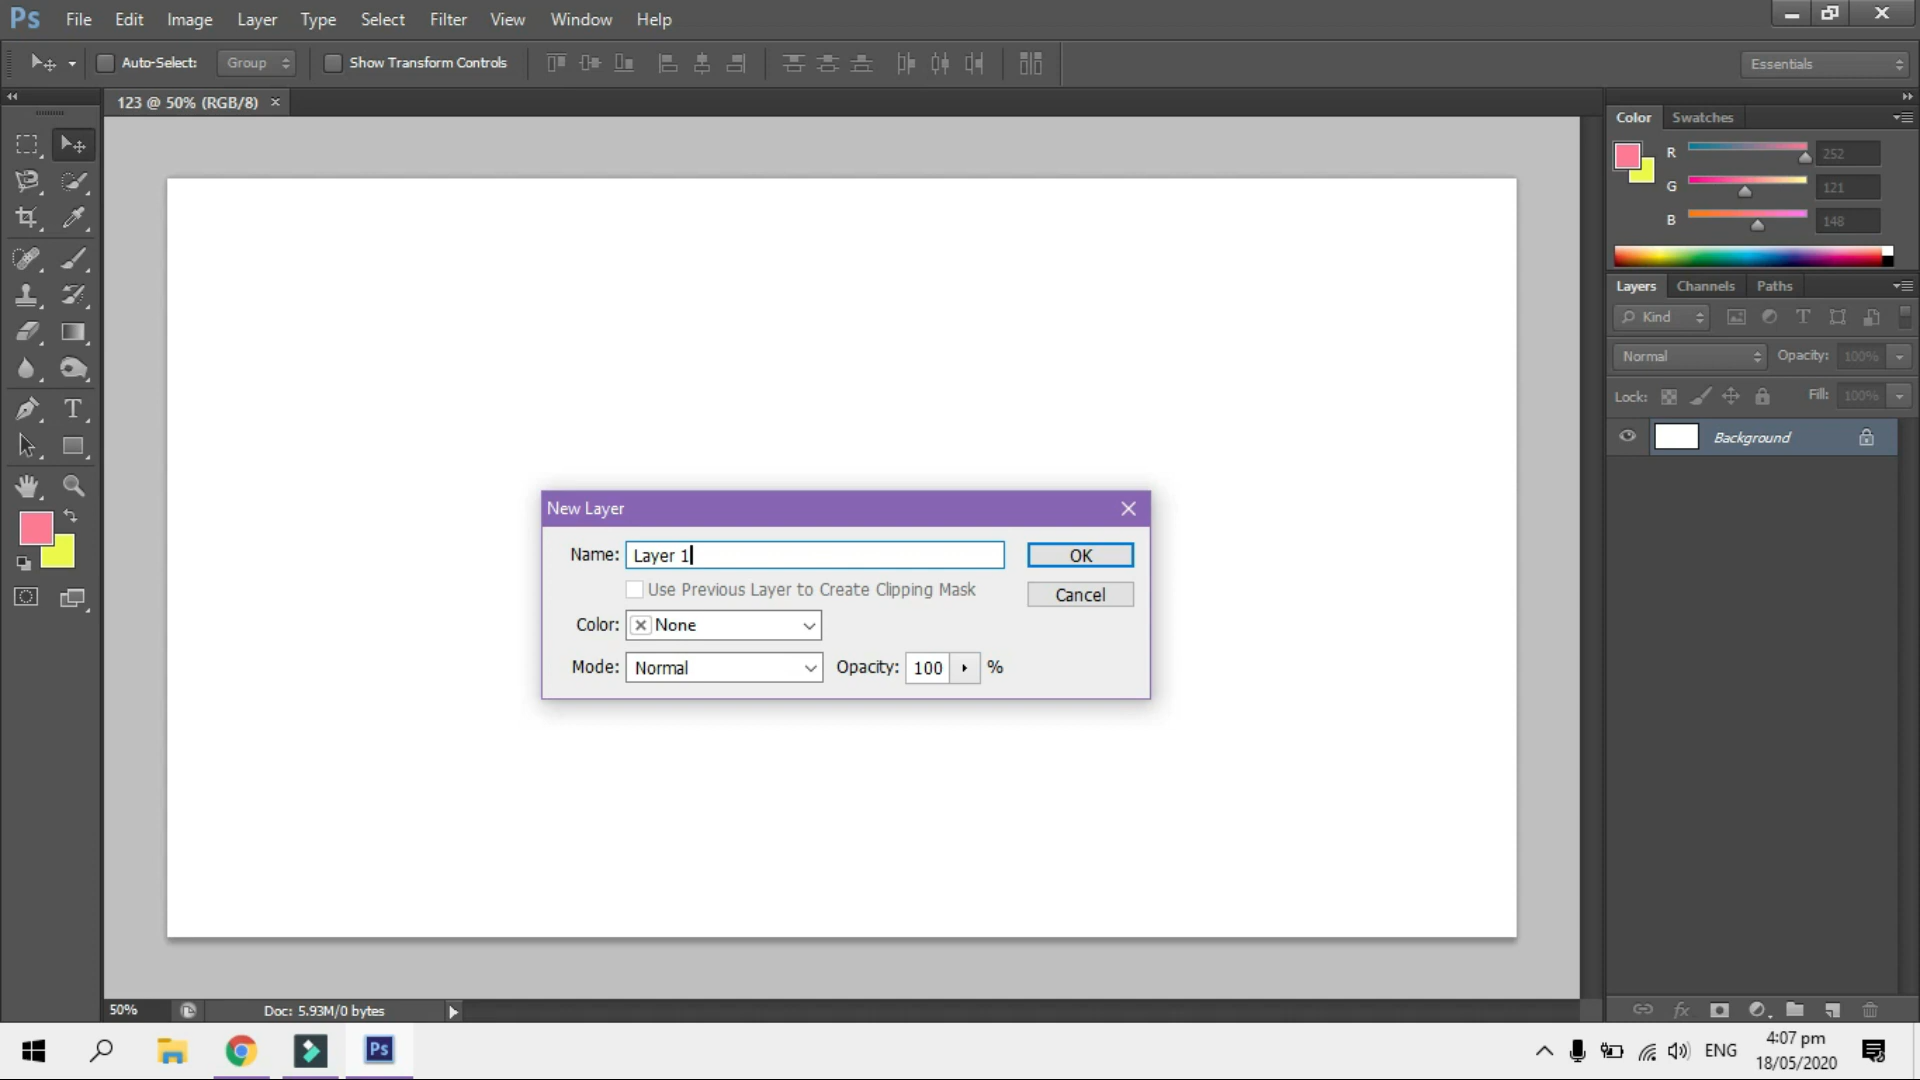 Ps File Edit Image Layer Type Select Filter View Window Help
Auto-Select: Group Show Transform Controls Essentials
123 @ 50% (RGB/8)
Color Swatches
R 252
G 121
B 148
Layers Channels Paths
Kind
Normal Opacity: 100%
Lock: Fill: 100%
Background
New Layer
Name: Layer 1 OK
Use Previous Layer to Create Clipping Mask Cancel
Color: None
Mode: Normal Opacity: 100 %
50% Doc: 5.93M/0 bytes
fx
Ps
ENG
4:07 pm
18/05/2020